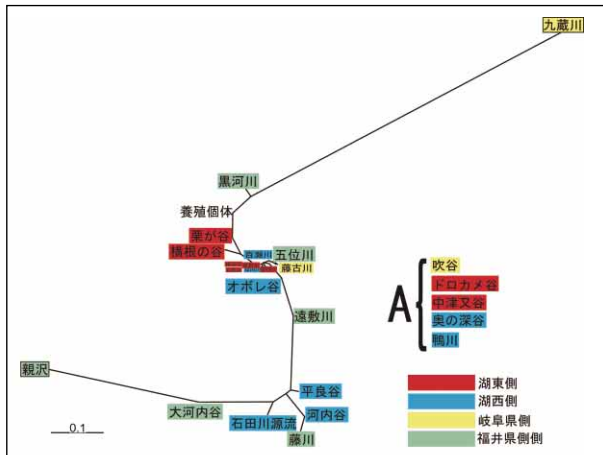 九蔵川
黒河川
養殖個体
栗が谷
横根の谷
百瀬川
五位川
藤古川
オボレ谷
遠敷川
A
吹谷
ドロカメ谷
中津又谷
奥の深谷
鴨川
親沢
平良谷
大河内谷
石田川源流
河内谷
藤川
0.1
湖東側
湖西側
岐阜県側
福井県側側